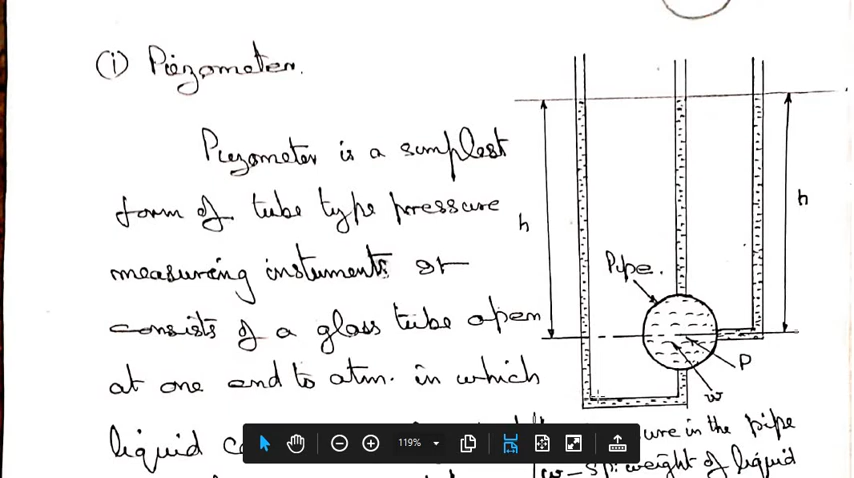 (i) Piezometer.
Piezometer is a simplest
form of tube type pressure
measuring instuments It
consists of a glass tube open
at one end to atm. in which
liquid
h
h
Pipe.
P
w
in the pipe
w - Sp. weight of liquid
119%